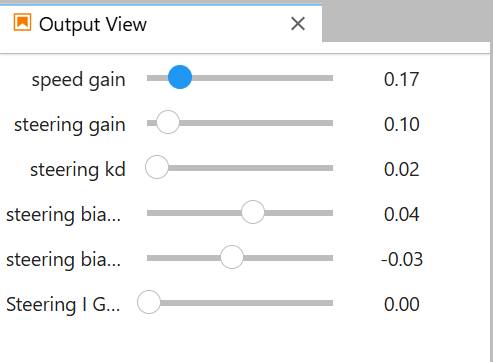 Output View
speed gain 0.17
steering gain 0.10
steering kd 0.02
steering bia... 0.04
steering bia... -0.03
Steering I G... 0.00